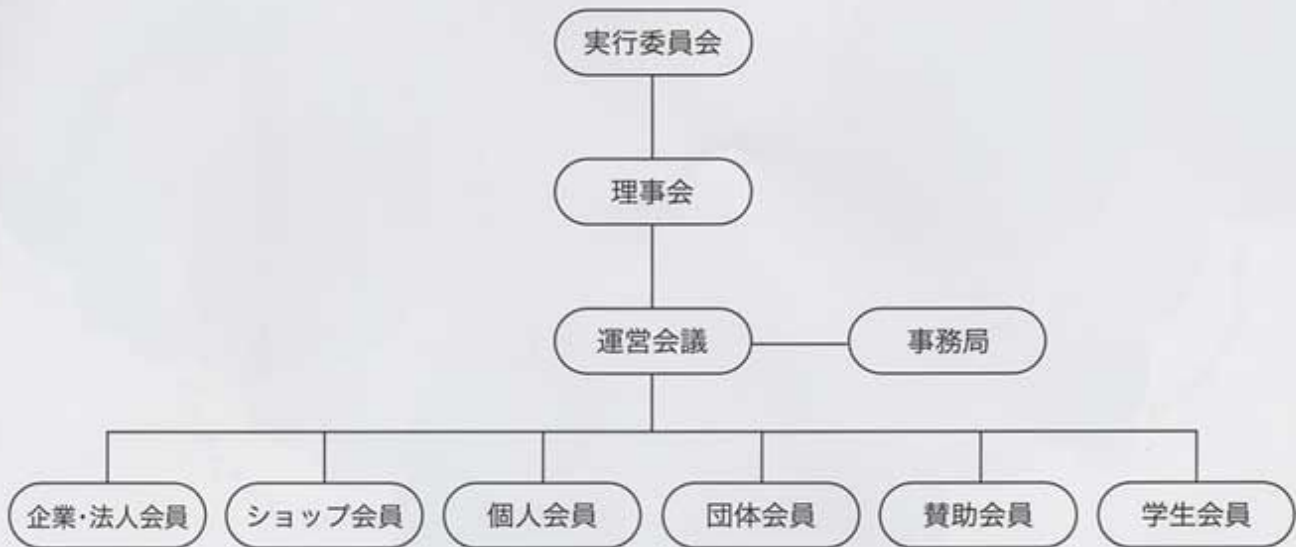 実行委員会
理事会
運営会議
事務局
企業・法人会員
ショップ会員
個人会員
団体会員
賛助会員
学生会員